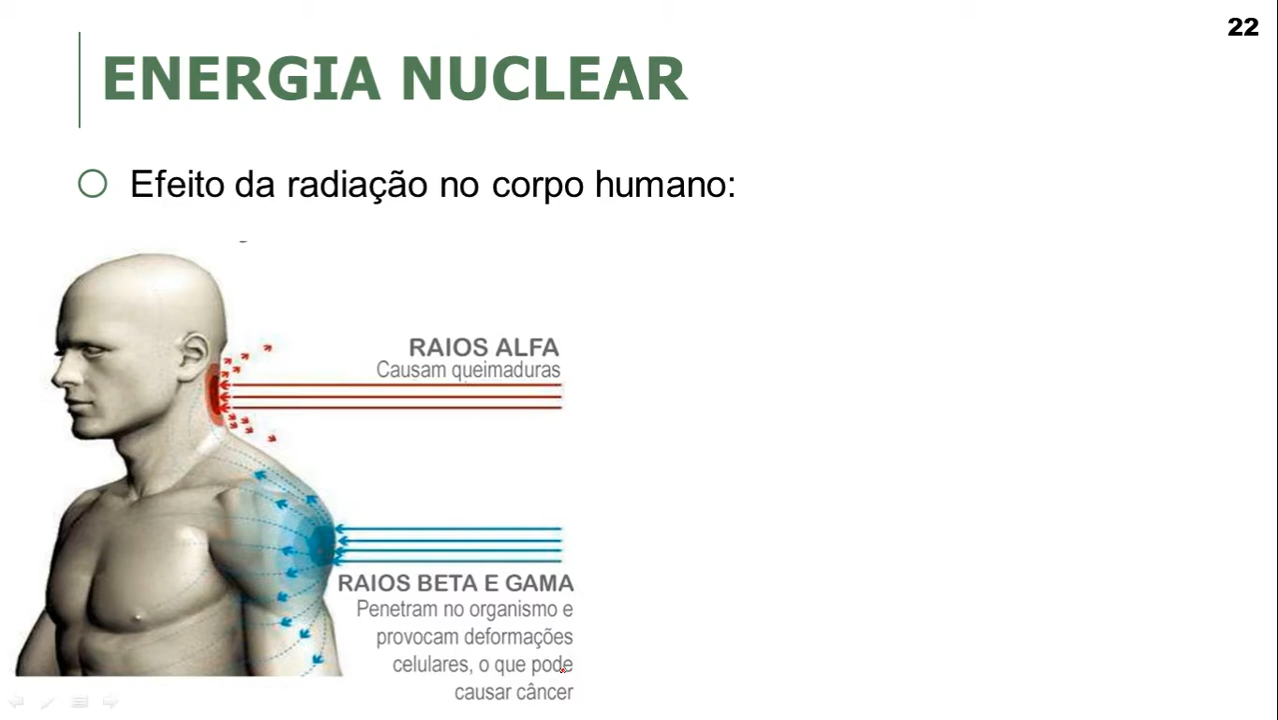 22
ENERGIA NUCLEAR
Efeito da radiação no corpo humano:
RAIOS ALFA
Causam queimaduras
RAIOS BETA E GAMA
Penetram no organismo e
provocam deformações
celulares, o que pode
causar câncer